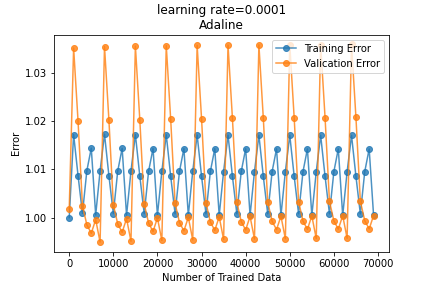 learning rate=0.0001
Adaline
Training Error
Valication Error
1.03
1.02
1.01
1.00
Error
0 10000 20000 30000 40000 50000 60000 70000
Number of Trained Data